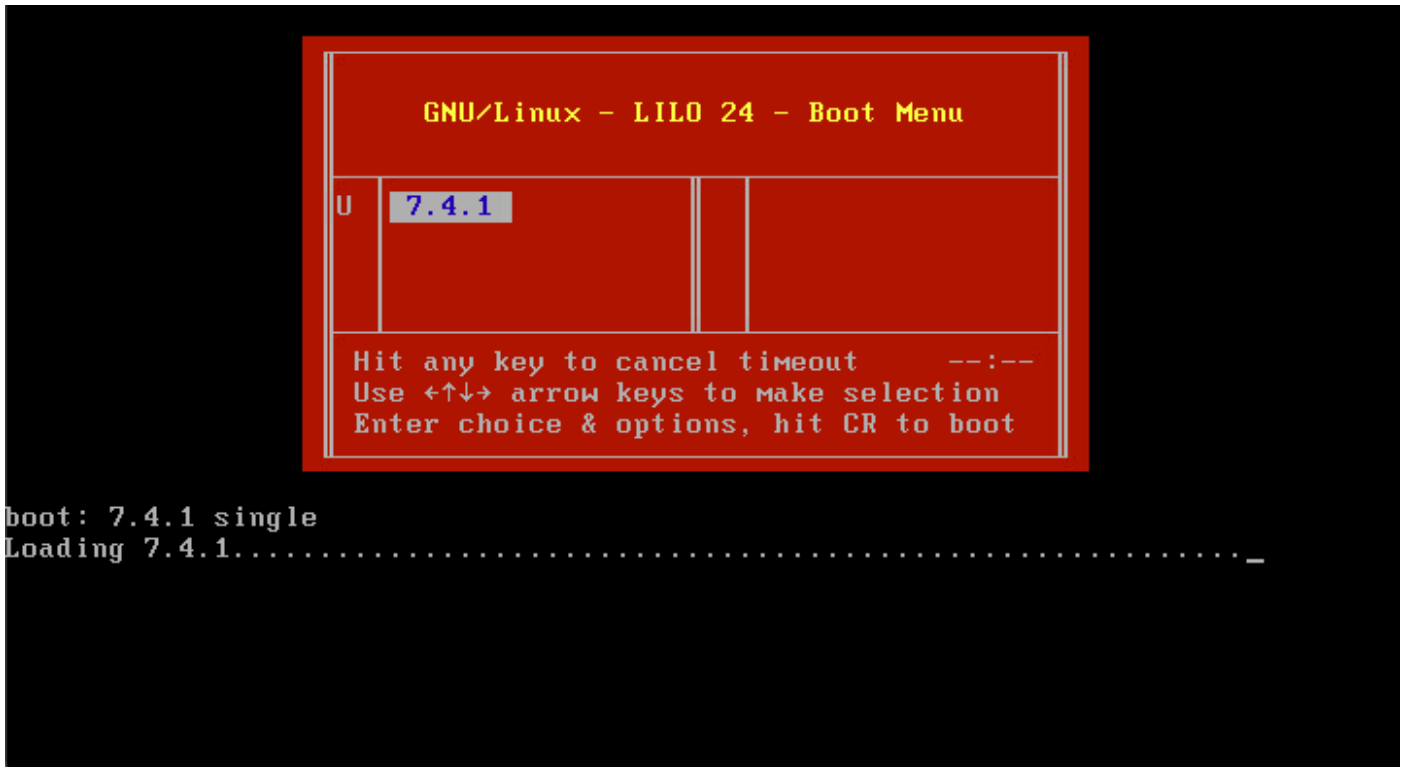 GNU/Linux - LILO 24 - Boot Menu
U 7.4.1
Hit any key to cancel timeout --:--
Use ←↑↓→ arrow keys to make selection
Enter choice & options, hit CR to boot
boot: 7.4.1 single
Loading 7.4.1.........................................................._